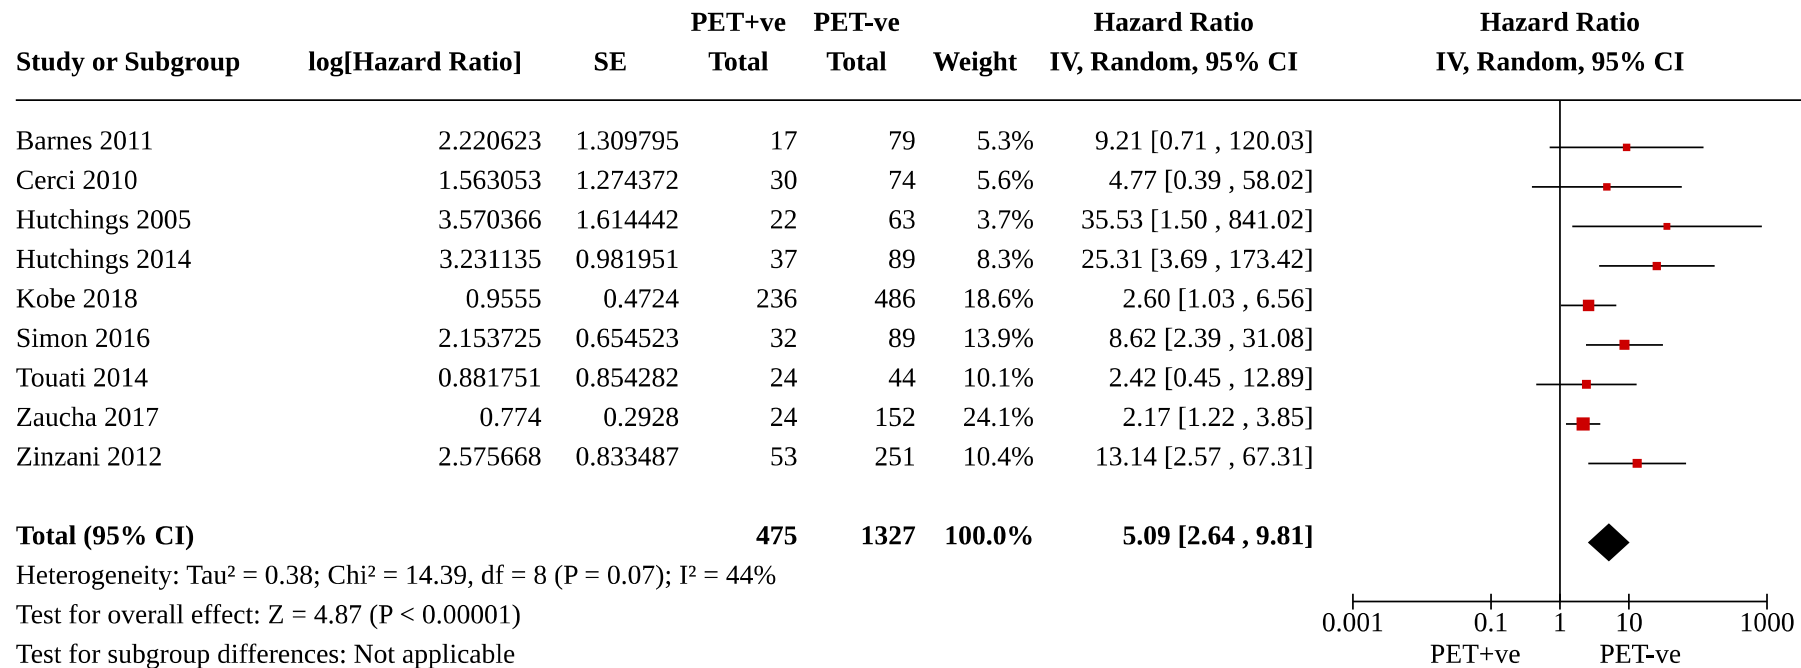 PET+ve PET-ve Hazard Ratio Hazard Ratio
Study or Subgroup log[Hazard Ratio] SE Total Total Weight IV, Random, 95% CI IV, Random, 95% CI
Barnes 2011 2.220623 1.309795 17 79 5.3% 9.21 [0.71 , 120.03]
Cerci 2010 1.563053 1.274372 30 74 5.6% 4.77 [0.39 , 58.02]
Hutchings 2005 3.570366 1.614442 22 63 3.7% 35.53 [1.50 , 841.02]
Hutchings 2014 3.231135 0.981951 37 89 8.3% 25.31 [3.69 , 173.42]
Kobe 2018 0.9555 0.4724 236 486 18.6% 2.60 [1.03 , 6.56]
Simon 2016 2.153725 0.654523 32 89 13.9% 8.62 [2.39 , 31.08]
Touati 2014 0.881751 0.854282 24 44 10.1% 2.42 [0.45 , 12.89]
Zaucha 2017 0.774 0.2928 24 152 24.1% 2.17 [1.22 , 3.85]
Zinzani 2012 2.575668 0.833487 53 251 10.4% 13.14 [2.57 , 67.31]
Total (95% CI) 475 1327 100.0% 5.09 [2.64 , 9.81]
Heterogeneity: Tau² = 0.38; Chi² = 14.39, df = 8 (P = 0.07); I² = 44%
Test for overall effect: Z = 4.87 (P < 0.00001)
Test for subgroup differences: Not applicable
0.001 0.1 1 10 1000
PET+ve PET-ve